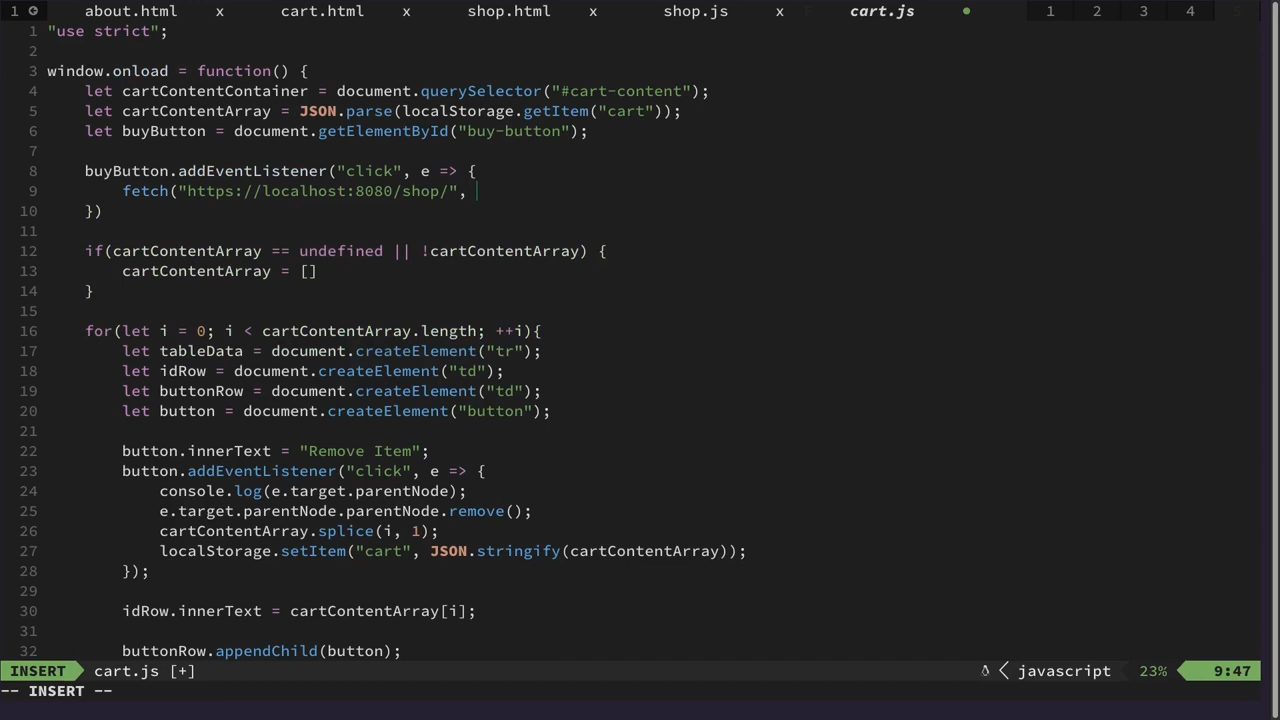 1 about.html x cart.html x shop.html x shop.js x cart.js 1 2 3 4
1 "use strict";
2
3 window.onload = function() {
4 let cartContentContainer = document.querySelector("#cart-content");
5 let cartContentArray = JSON.parse(localStorage.getItem("cart"));
6 let buyButton = document.getElementById("buy-button");
7
8 buyButton.addEventListener("click", e => {
9 fetch("https://localhost:8080/shop/",
10 })
11
12 if(cartContentArray == undefined || !cartContentArray) {
13 cartContentArray = []
14 }
15
16 for(let i = 0; i < cartContentArray.length; ++i){
17 let tableData = document.createElement("tr");
18 let idRow = document.createElement("td");
19 let buttonRow = document.createElement("td");
20 let button = document.createElement("button");
21
22 button.innerText = "Remove Item";
23 button.addEventListener("click", e => {
24 console.log(e.target.parentNode);
25 e.target.parentNode.parentNode.remove();
26 cartContentArray.splice(i, 1);
27 localStorage.setItem("cart", JSON.stringify(cartContentArray));
28 });
29
30 idRow.innerText = cartContentArray[i];
31
32 buttonRow.appendChild(button);
INSERT cart.js [+] javascript 23% 9:47
-- INSERT --